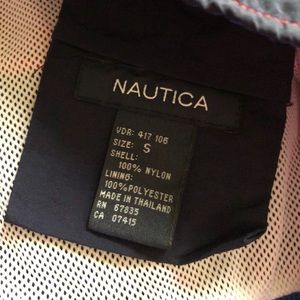 NAUTICA
VDR: 417 106
SIZE: S
SHELL:
100% NYLON
LINING:
100% POLYESTER
MADE IN THAILAND
RN 67835
CA 07415